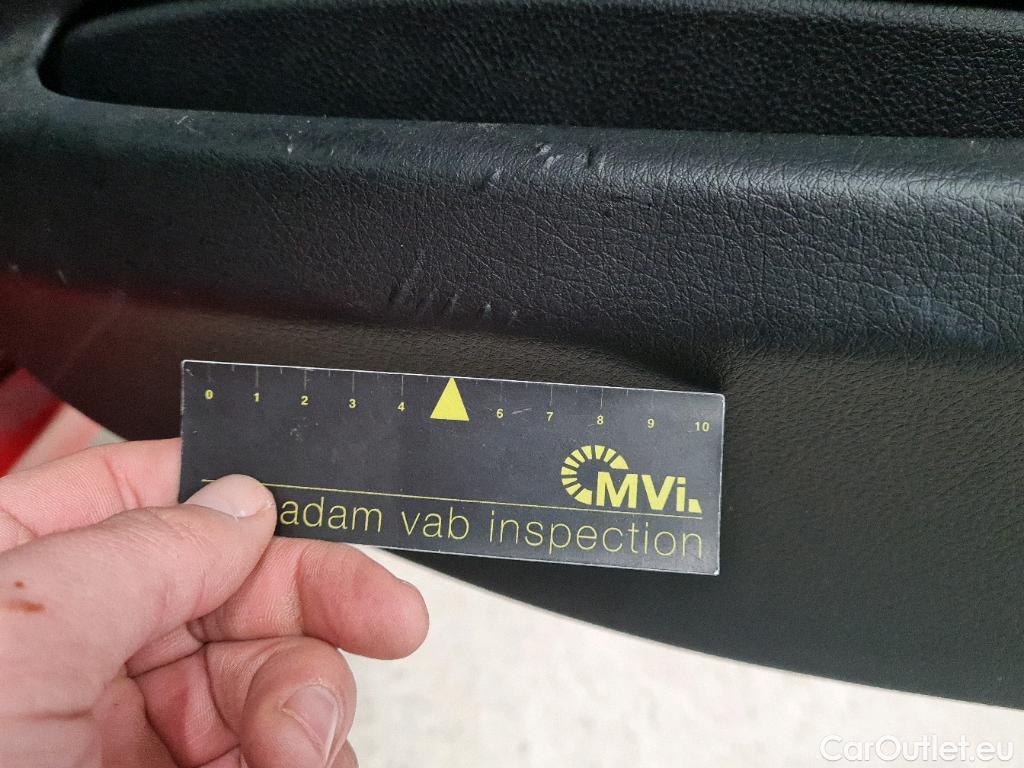 0 1 2 3 4 6 7 8 9 10
MVi
adam vab inspection
CarOutlet.eu